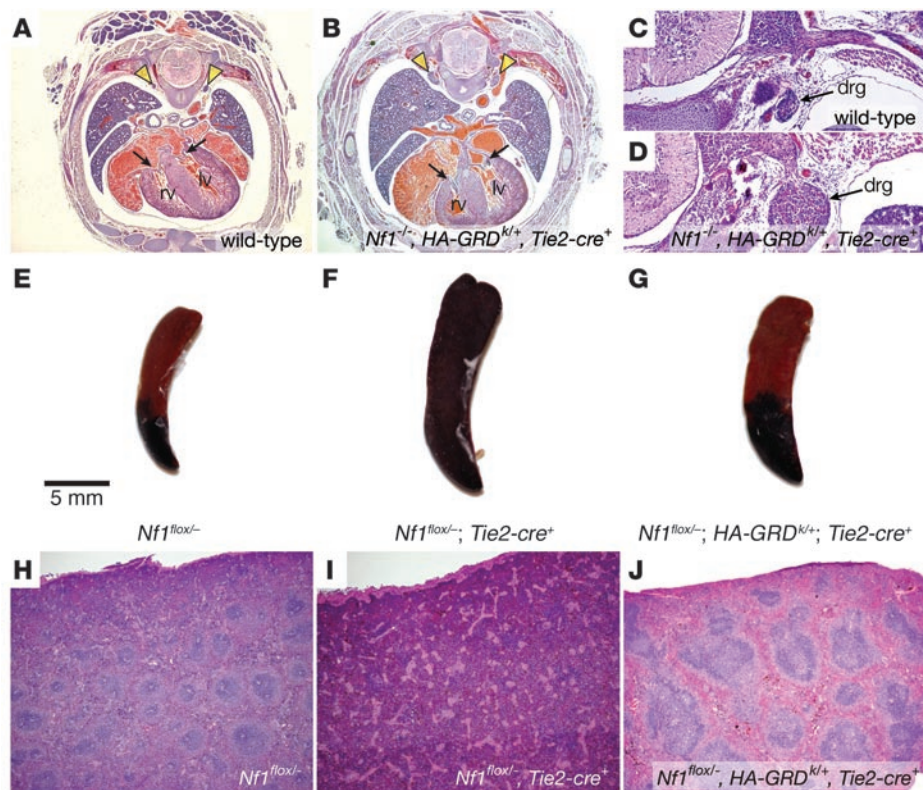 A
B
C
rv
lv
wild-type
rv
lv
Nf1-/-, HA-GRDk/+, Tie2-cre+
drg
wild-type
D
drg
Nf1-/-, HA-GRDk/+, Tie2-cre+
E
F
G
5 mm
Nf1flox/–
Nf1flox/–; Tie2-cre+
Nf1flox/–; HA-GRDk/+; Tie2-cre+
H
I
J
Nf1flox/-
Nf1flox/-, Tie2-cre+
Nf1flox/-, HA-GRDk/+, Tie2-cre+